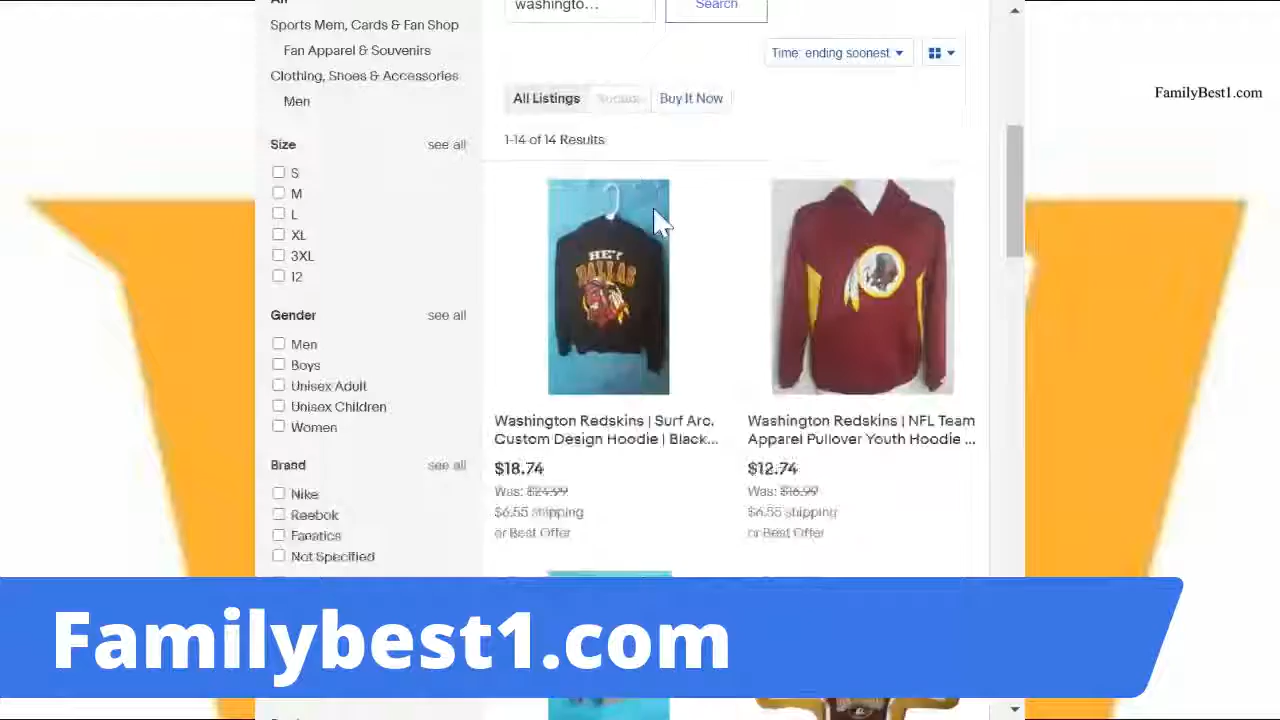 washingto...
Search
Sports Mem, Cards & Fan Shop
Fan Apparel & Souvenirs
Clothing, Shoes & Accessories
Men
Time: ending soonest
All Listings
Buy It Now
1-14 of 14 Results
FamilyBest1.com
Size
see all
S
M
L
XL
3XL
12
Gender
see all
Men
Boys
Unisex Adult
Unisex Children
Women
Brand
see all
Nike
Reebok
Fanatics
Not Specified
HEY
DALLAS
Washington Redskins | Surf Arc.
Custom Design Hoodie | Black...
$18.74
Was: $24.99
$6.55 shipping
or Best Offer
Washington Redskins | NFL Team
Apparel Pullover Youth Hoodie ...
$12.74
Was: $16.99
$6.55 shipping
or Best Offer
Familybest1.com